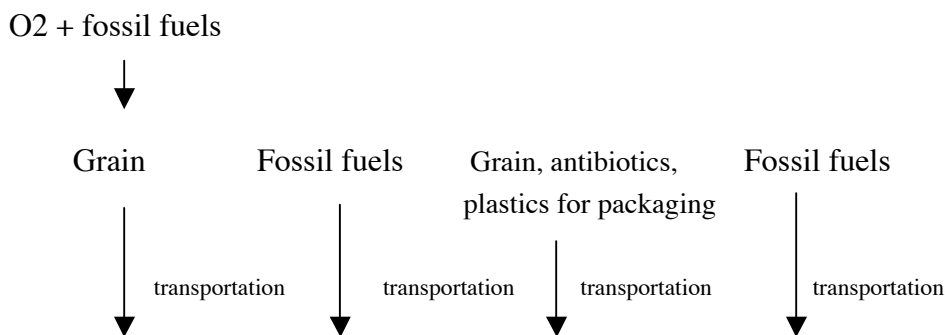 O2 + fossil fuels
Grain
Fossil fuels
Grain, antibiotics,
plastics for packaging
Fossil fuels
transportation
transportation
transportation
transportation